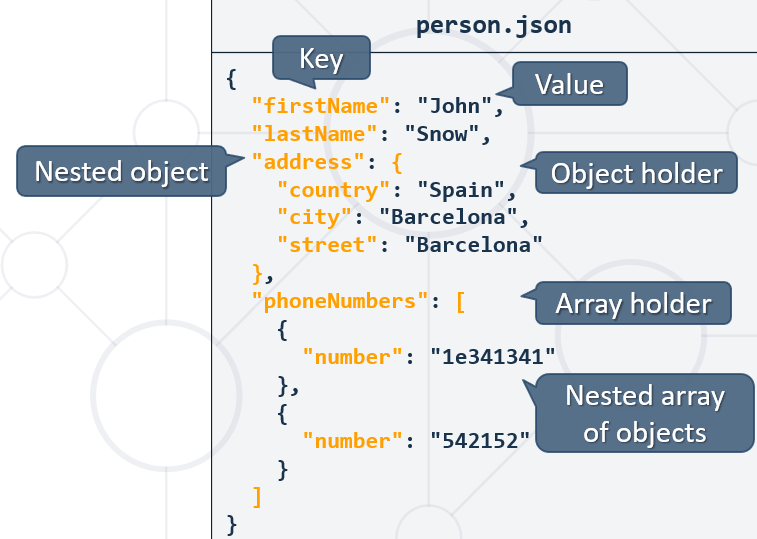 person.json
Key
{
Value
"firstName": "John",
"lastName": "Snow",
Nested object
"address": {
Object holder
"country": "Spain",
"city": "Barcelona",
"street": "Barcelona"
},
"phoneNumbers": [
Array holder
{
"number": "1e341341"
},
Nested array
of objects
{
"number": "542152"
}
]
}